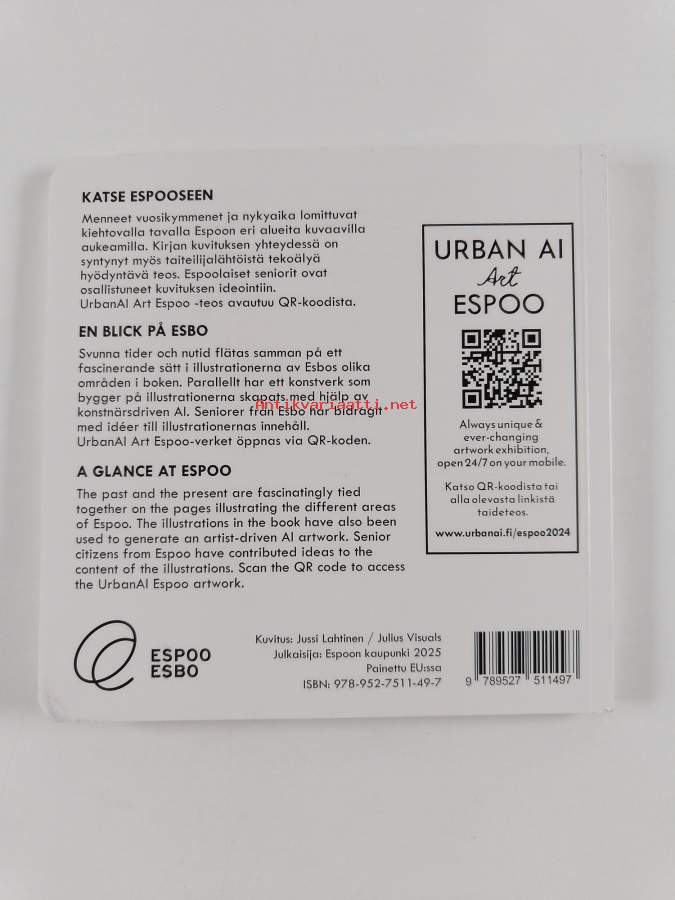 KATSE ESPOOSEEN
Menneet vuosikymmenet ja nykyaika lomittuvat
kiehtovalla tavalla Espoon eri alueita kuvaavilla
aukeamilla. Kirjan kuvituksen yhteydessä on
syntynyt myös taiteilijalähtöistä tekoälyä
hyödyntävä teos. Espoolaiset seniorit ovat
osallistuneet kuvituksen ideointiin.
UrbanAI Art Espoo -teos avautuu QR-koodista.
EN BLICK PÅ ESBO
Svunna tider och nutid flätas samman på ett
fascinerande sätt i illustrationerna av Esbos olika
områden i boken. Parallellt har ett konstverk som
bygger på illustrationerna skapats med hjälp av
konstnärsdriven AI. Seniorer från Esbo har bidragit
med idéer till illustrationernas innehåll.
UrbanAI Art Espoo-verket öppnas via QR-koden.
A GLANCE AT ESPOO
The past and the present are fascinatingly tied
together on the pages illustrating the different areas
of Espoo. The illustrations in the book have also been
used to generate an artist-driven AI artwork. Senior
citizens from Espoo have contributed ideas to the
content of the illustrations. Scan the QR code to access
the UrbanAI Espoo artwork.
URBAN AI
Art
ESPOO
Always unique &
ever-changing
artwork exhibition,
open 24/7 on your mobile.
Katso QR-koodista tai
alla olevasta linkistä
taideteos.
www.urbanai.fi/espoo2024
Antikvariaatti.net
ESPOO
ESBO
Kuvitus: Jussi Lahtinen / Julius Visuals
Julkaisija: Espoon kaupunki 2025
Painettu EU:ssa
ISBN: 978-952-7511-49-7
9 789527 511497